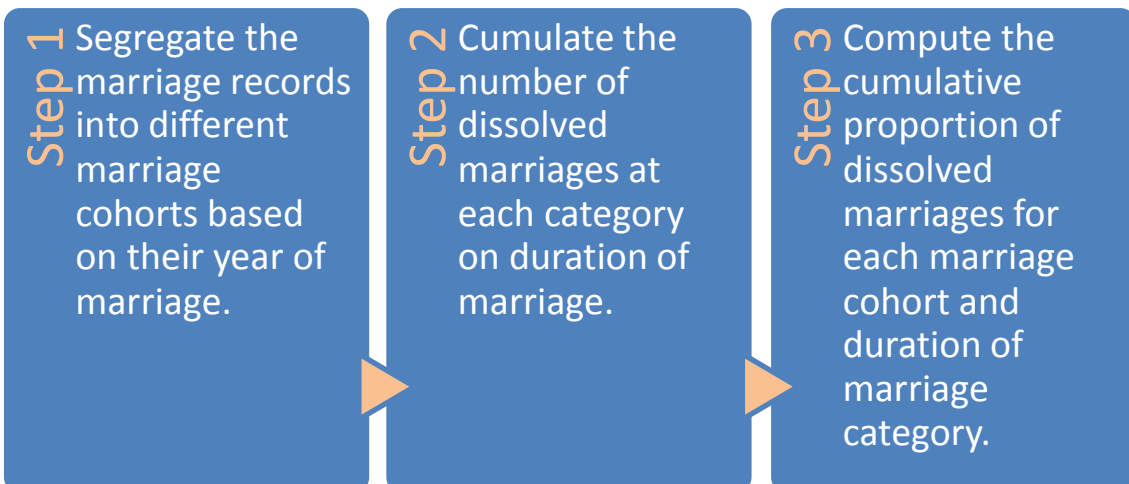 Step 1
Segregate the
marriage records
into different
marriage
cohorts based
on their year of
marriage.
Step 2
Cumulate the
number of
dissolved
marriages at
each category
on duration of
marriage.
Step 3
Compute the
cumulative
proportion of
dissolved
marriages for
each marriage
cohort and
duration of
marriage
category.